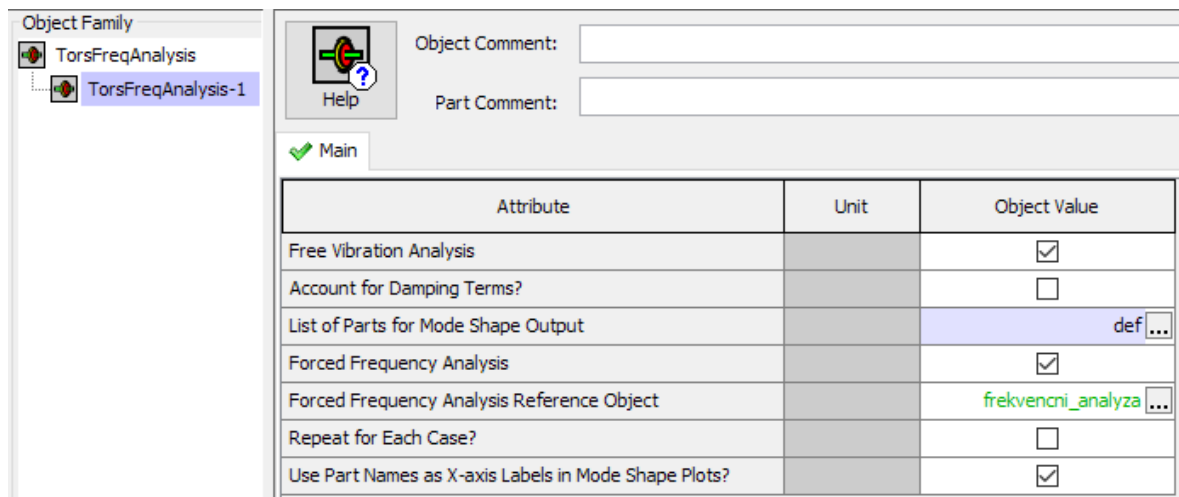 Object Family
TorsFreqAnalysis
TorsFreqAnalysis-1
Help
Object Comment:
Part Comment:
Main
Attribute Unit Object Value
Free Vibration Analysis
Account for Damping Terms?
List of Parts for Mode Shape Output def ...
Forced Frequency Analysis
Forced Frequency Analysis Reference Object frekvencni_analyza ...
Repeat for Each Case?
Use Part Names as X-axis Labels in Mode Shape Plots?